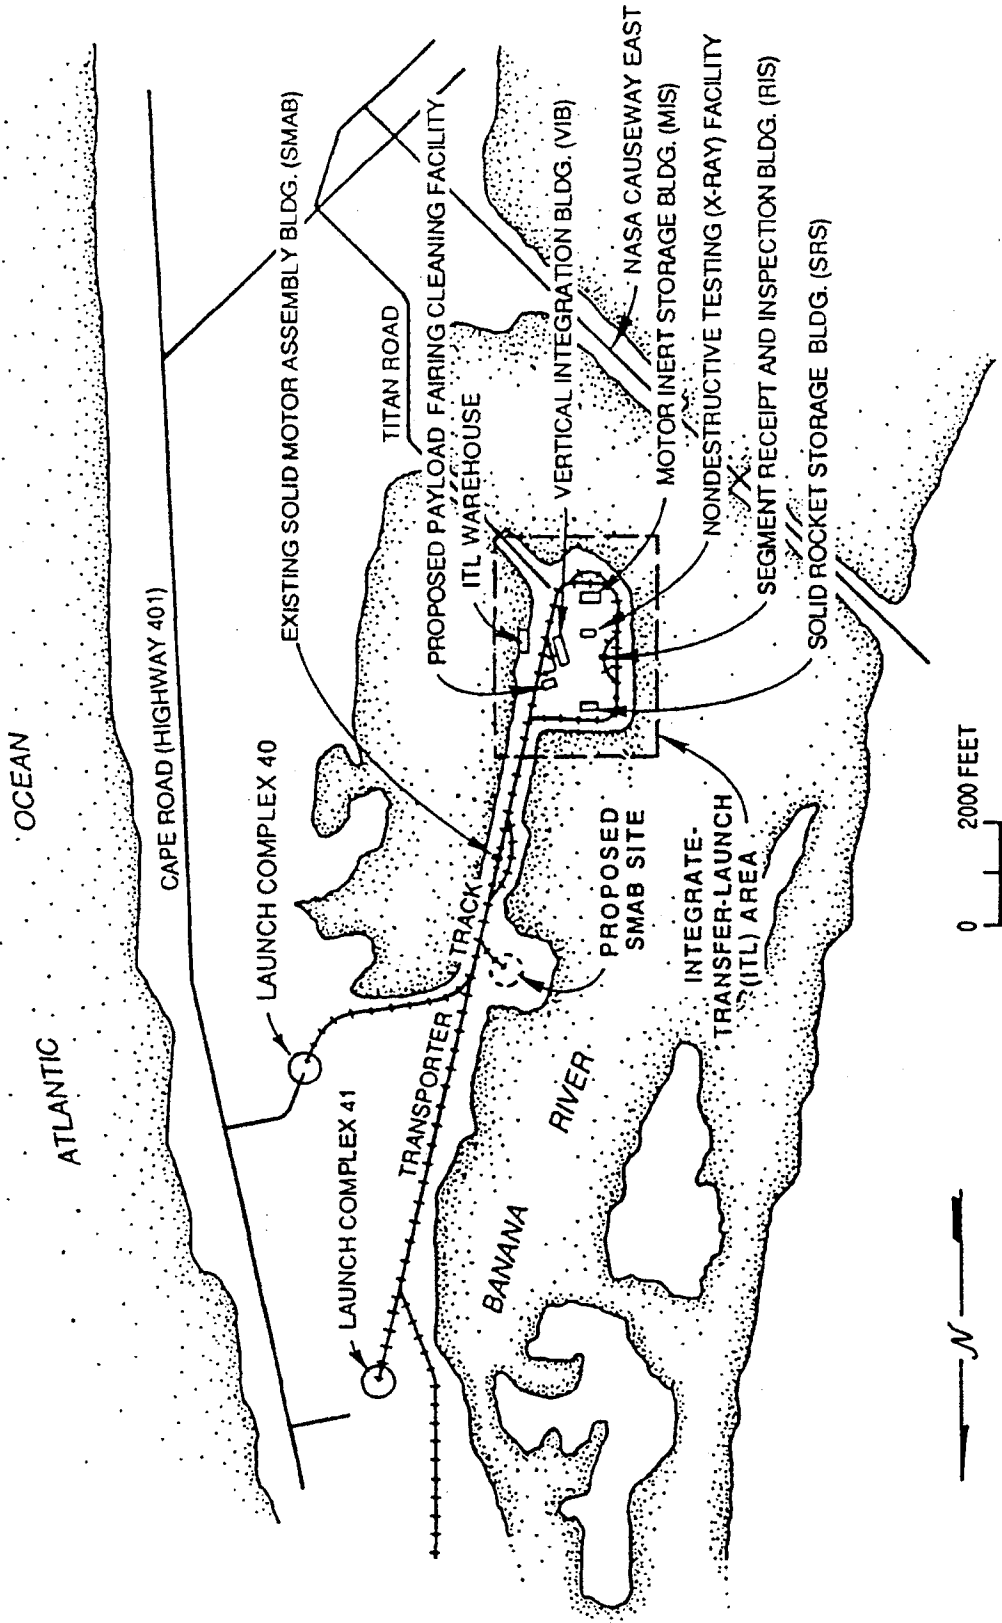 OCEAN
ATLANTIC
CAPE ROAD (HIGHWAY 401)
LAUNCH COMPLEX 40
EXISTING SOLID MOTOR ASSEMBLY BLDG. (SMAB)
LAUNCH COMPLEX 41
TITAN ROAD
PROPOSED PAYLOAD FAIRING CLEANING FACILITY
ITL WAREHOUSE
TRANSPORTER
TRACK
VERTICAL INTEGRATION BLDG. (VIB)
NASA CAUSEWAY EAST
MOTOR INERT STORAGE BLDG. (MIS)
NONDESTRUCTIVE TESTING (X-RAY) FACILITY
SEGMENT RECEIPT AND INSPECTION BLDG. (RIS)
SOLID ROCKET STORAGE BLDG. (SRS)
BANANA
RIVER
PROPOSED
SMAB SITE
INTEGRATE-
TRANSFER-LAUNCH
(ITL) AREA
N
0
2000 FEET